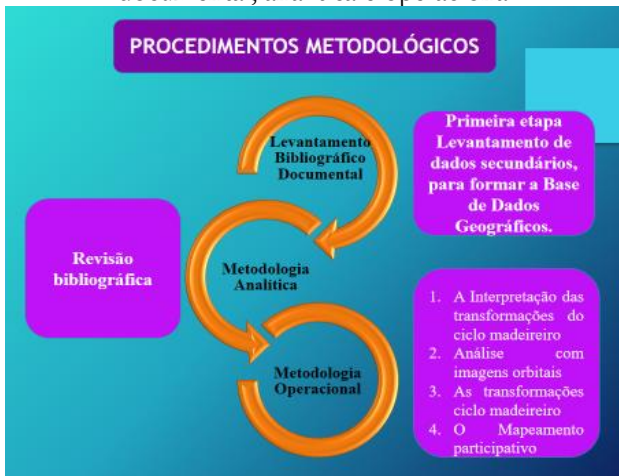 PROCEDIMENTOS METODOLÓGICOS
Levantamento
Bibliográfico
Documental
Primeira etapa
Levantamento de
dados secundários,
para formar a Base
de Dados
Geográficos.
Revisão
bibliográfica
Metodologia
Analítica
Metodologia
Operacional
1. A Interpretação das
transformações do
ciclo madeireiro
2. Análise com
imagens orbitais
3. As transformações
ciclo madeireiro
4. O Mapeamento
participativo